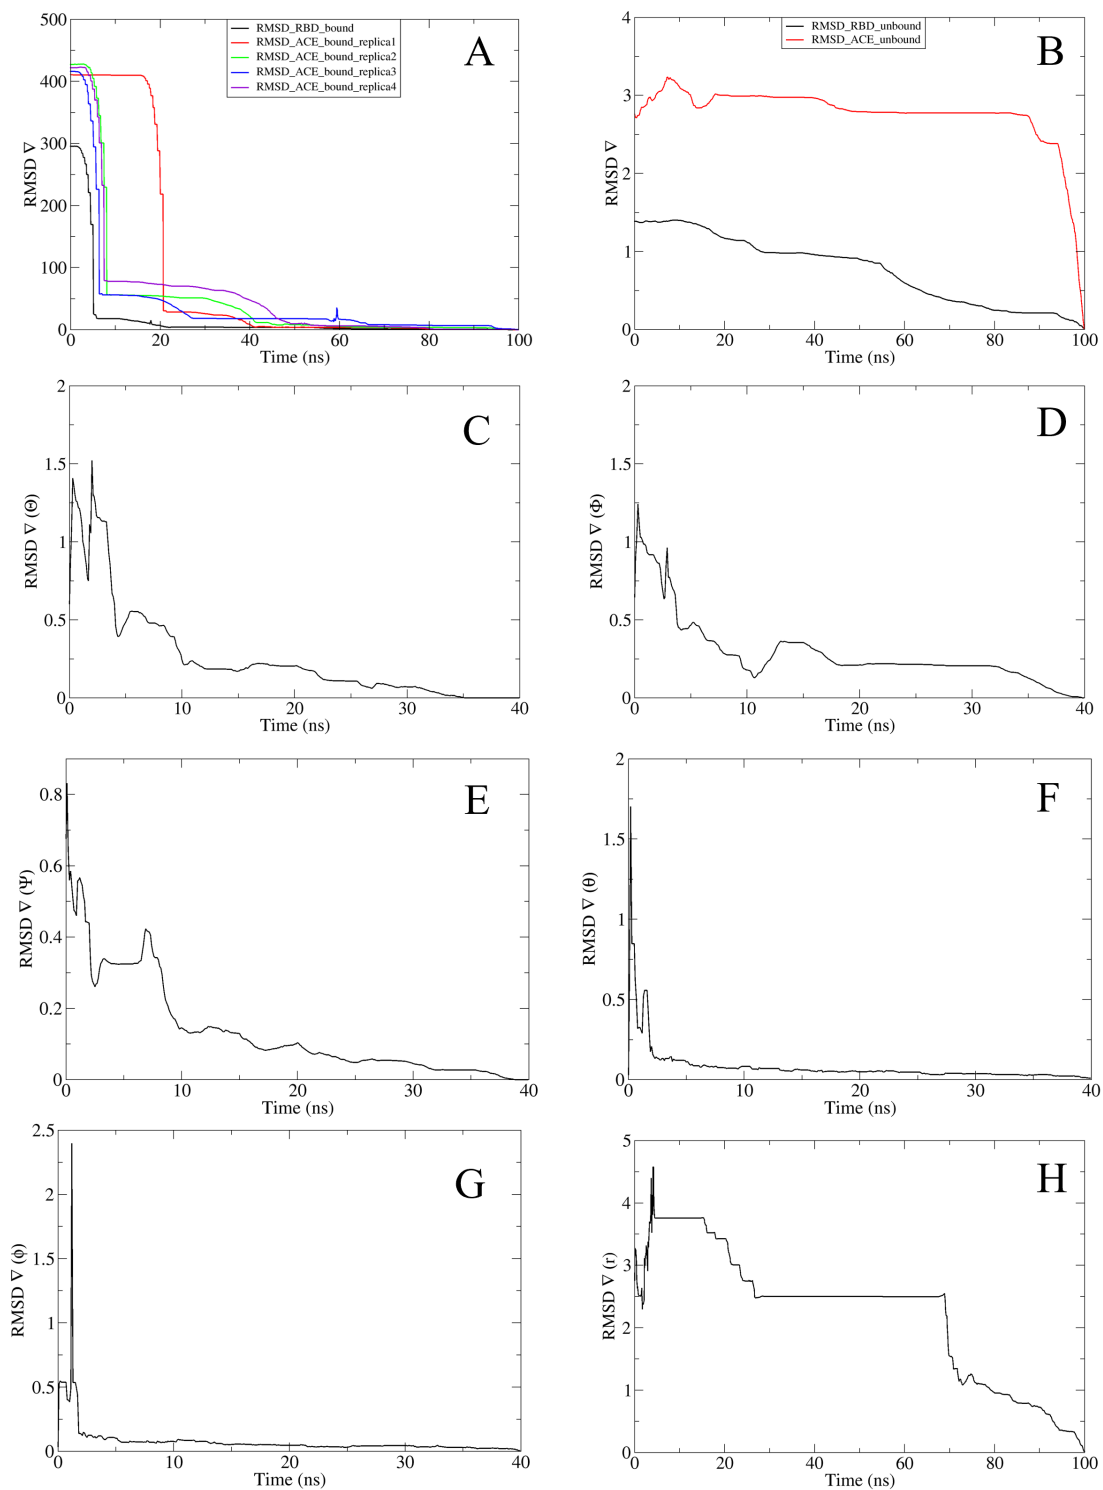 A
RMSD_RBD_bound
RMSD_ACE_bound_replica1
RMSD_ACE_bound_replica2
RMSD_ACE_bound_replica3
RMSD_ACE_bound_replica4
500
400
300
200
100
0
RMSD ∇
0 20 40 60 80 100
Time (ns)
B
RMSD_RBD_unbound
RMSD_ACE_unbound
4
3
2
1
0
RMSD ∇
0 20 40 60 80 100
Time (ns)
C
2
1.5
1
0.5
0
RMSD ∇ (Θ)
0 10 20 30 40
Time (ns)
D
2
1.5
1
0.5
0
RMSD ∇ (Φ)
0 10 20 30 40
Time (ns)
E
0.8
0.6
0.4
0.2
0
RMSD ∇ (Ψ)
0 10 20 30 40
Time (ns)
F
2
1.5
1
0.5
0
RMSD ∇ (θ)
0 10 20 30 40
Time (ns)
G
2.5
2
1.5
1
0.5
0
RMSD ∇ (ϕ)
0 10 20 30 40
Time (ns)
H
5
4
3
2
1
0
RMSD ∇ (r)
0 20 40 60 80 100
Time (ns)